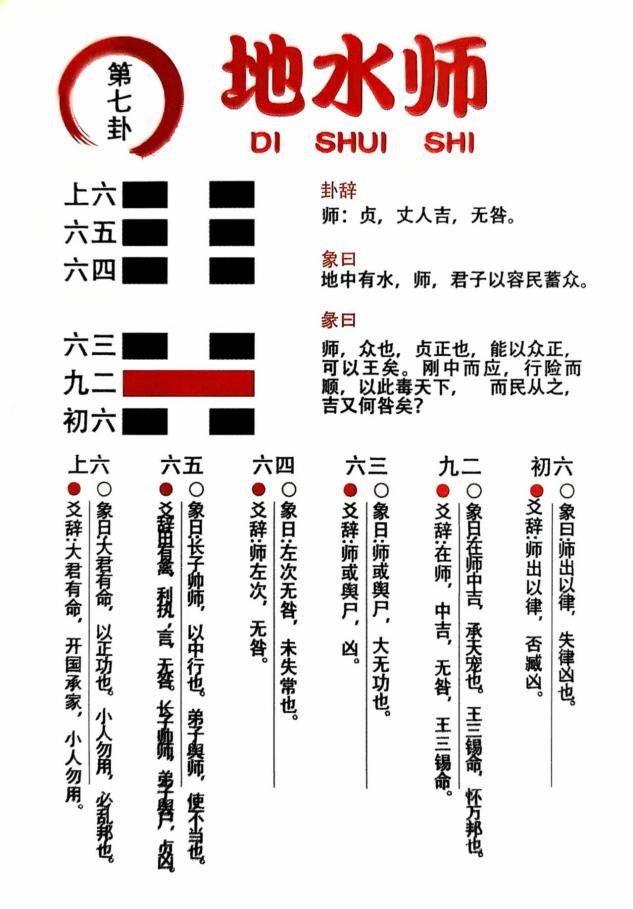 第七卦
地水师
DI SHUI SHI
上六
六五
六四
六三
九二
初六
卦辞
师：贞，丈人吉，无咎。
象曰
地中有水，师，君子以容民蓄众。
彖曰
师，众也，贞正也，能以众正，
可以王矣。刚中而应，行险而
顺，以此毒天下， 而民从之，
吉又何咎矣？
初六
象曰:师出以律，失律凶也。
爻辞:师出以律，否臧凶。
九二
象曰:在师中吉，承天宠也。王三锡命，怀万邦也。
爻辞:在师，中吉，无咎，王三锡命。
六三
象曰:师或舆尸，大无功也。
爻辞:师或舆尸，凶。
六四
象曰:左次无咎，未失常也。
爻辞:师左次，无咎。
六五
象曰:长子帅师，以中行也。弟子舆师，使不当也。
爻辞:田有禽，利执，言，无咎。长子帅师，弟子舆尸，贞凶。
上六
象曰:大君有命，以正功也。小人勿用，必乱邦也。
爻辞:大君有命，开国承家，小人勿用。